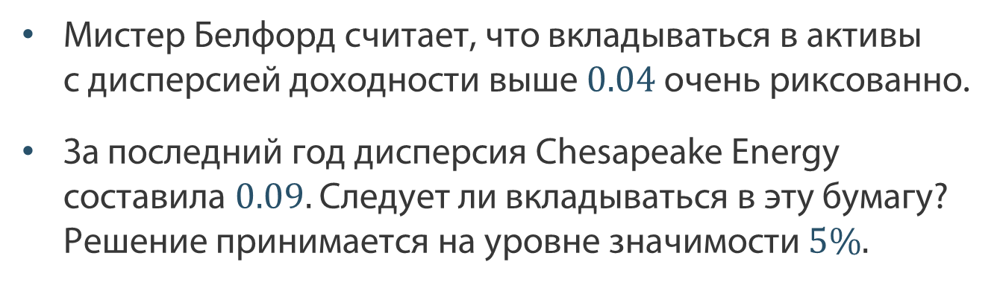 • Мистер Белфорд считает, что вкладываться в активы
с дисперсией доходности выше 0.04 очень риксованно.
• За последний год дисперсия Chesapeake Energy
составила 0.09. Следует ли вкладываться в эту бумагу?
Решение принимается на уровне значимости 5%.